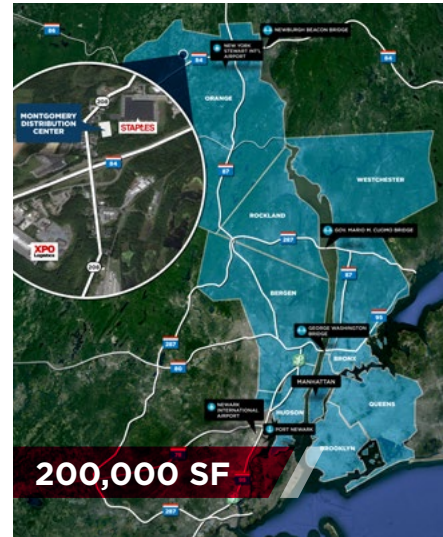 86
NEWBURGH BEACON BRIDGE
NEW YORK
STEWART INT'L
AIRPORT
84
84
ORANGE
208
MONTGOMERY
DISTRIBUTION
CENTER
STAPLES
84
87
WESTCHESTER
ROCKLAND
XPO
Logistics
208
GOV. MARIO M. CUOMO BRIDGE
287
87
BERGEN
95
287
GEORGE WASHINGTON
BRIDGE
80
BRONX
MANHATTAN
NEWARK
INTERNATIONAL
AIRPORT
HUDSON
QUEENS
PORT NEWARK
BROOKLYN
200,000 SF
287